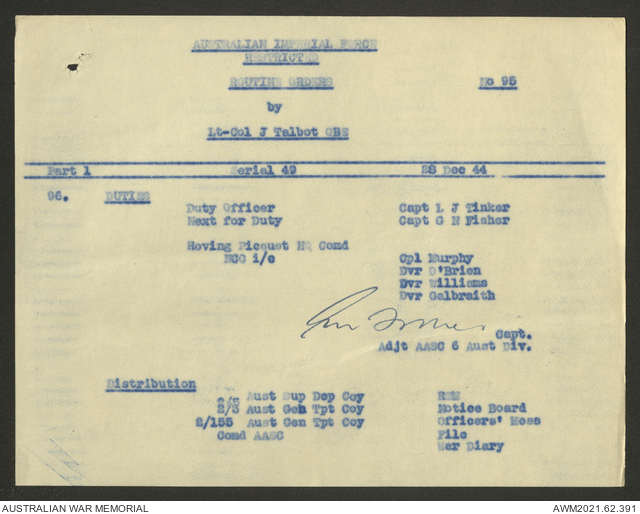 AUSTRALIAN IMPERIAL FORCE
RESTRICTED
ROUTINE ORDERS No 95
by
Lt-Col J Talbot OBE
Part 1 Serial 49 28 Dec 44
96. DUTIES
Duty Officer Capt L J Tinker
Next for Duty Capt G N Fisher
Roving Picquet HQ Comd
NCO i/c Cpl Murphy
Dvr O'Brien
Dvr Williams
Dvr Galbraith
Capt.
Adjt AASC 6 Aust Div.
Distribution
Aust Sup Dep Coy RSM
2/3 Aust Gen Tpt Coy Notice Board
2/155 Aust Gen Tpt Coy Officers' Mess
Comd AASC File
War Diary
AUSTRALIAN WAR MEMORIAL AWM2021.62.391